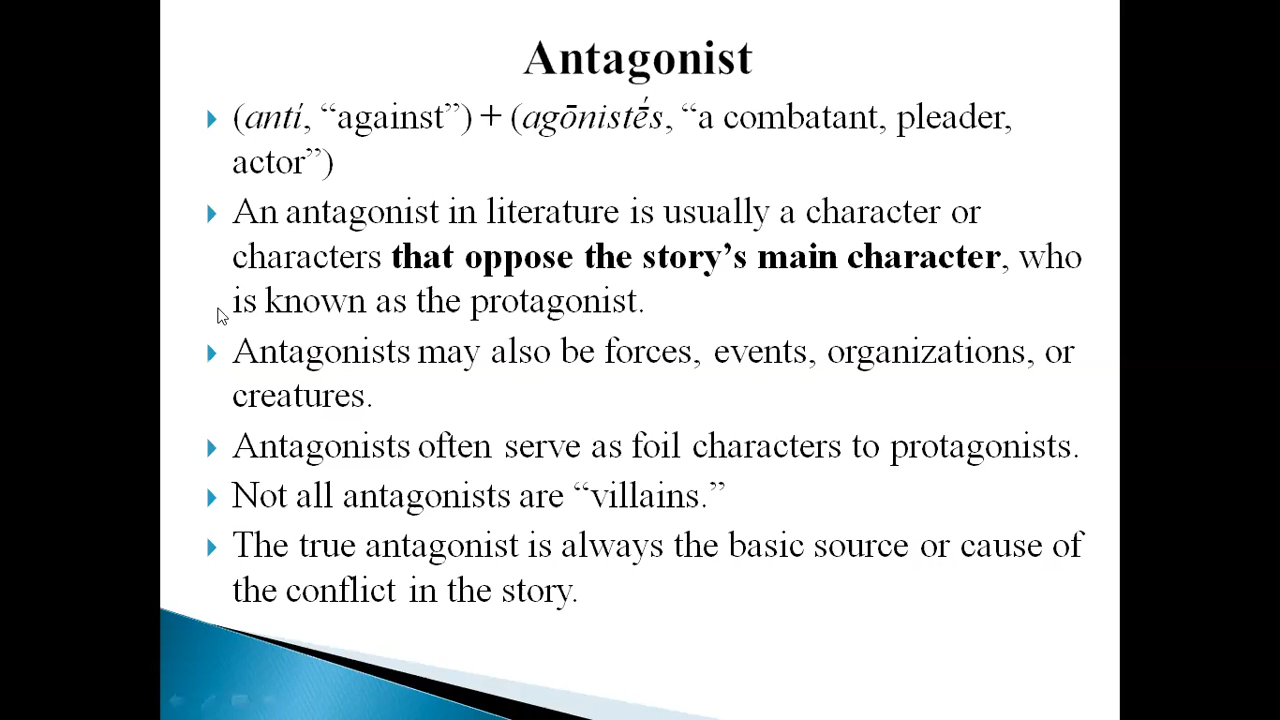 Antagonist
(antí, “against”) + (agōnistḗs, “a combatant, pleader,
actor”)
An antagonist in literature is usually a character or
characters that oppose the story’s main character, who
is known as the protagonist.
Antagonists may also be forces, events, organizations, or
creatures.
Antagonists often serve as foil characters to protagonists.
Not all antagonists are “villains.”
The true antagonist is always the basic source or cause of
the conflict in the story.